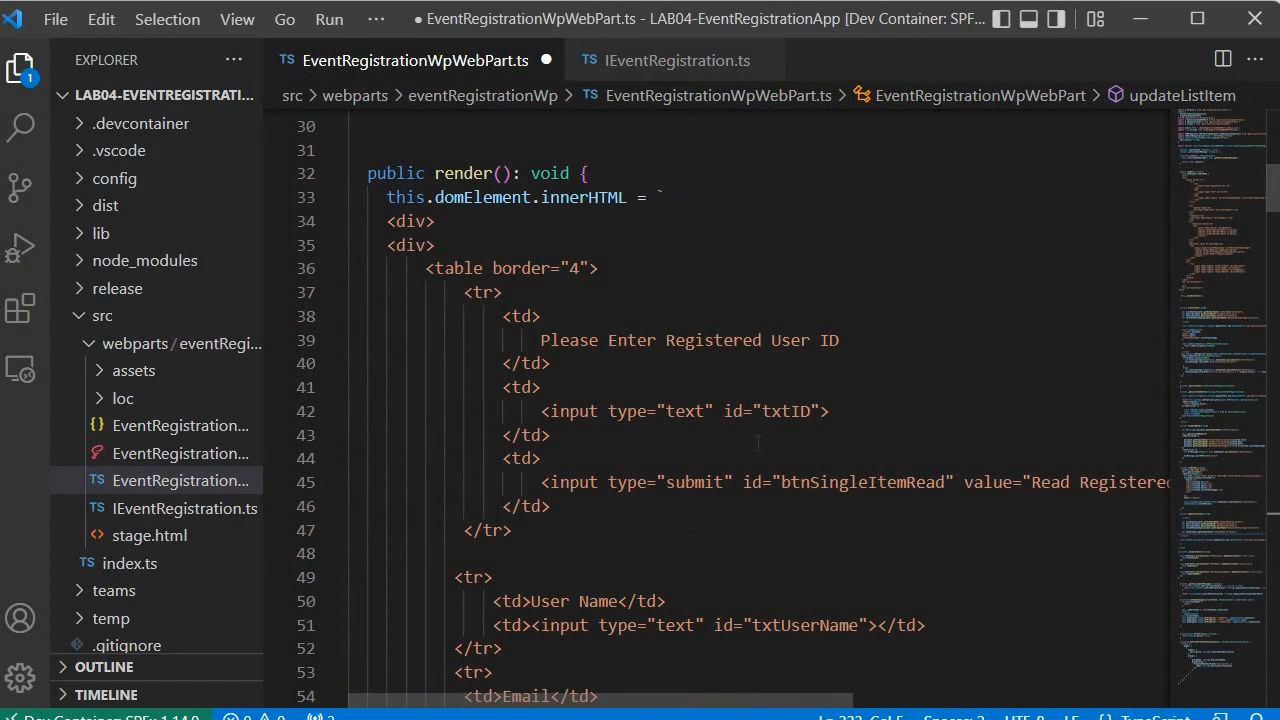 File Edit Selection View Go Run ··· ● EventRegistrationWpWebPart.ts - LAB04-EventRegistrationApp [Dev Container: SPF...
EXPLORER ···
TS EventRegistrationWpWebPart.ts ●
TS IEventRegistration.ts
LAB04-EVENTREGISTRATI...
src > webparts > eventRegistrationWp > TS EventRegistrationWpWebPart.ts > EventRegistrationWpWebPart > updateListItem
.devcontainer
.vscode
config
dist
lib
node_modules
release
src
webparts / eventRegi...
assets
loc
{} EventRegistration...
EventRegistration...
TS EventRegistration...
TS IEventRegistration.ts
<> stage.html
TS index.ts
teams
temp
.gitignore
OUTLINE
TIMELINE
1
30
31
32 public render(): void {
33 this.domElement.innerHTML = `
34 <div>
35 <div>
36 <table border="4">
37 <tr>
38 <td>
39 Please Enter Registered User ID
40 </td>
41 <td>
42 <input type="text" id="txtID">
43 </td>
44 <td>
45 <input type="submit" id="btnSingleItemRead" value="Read Registered
46 </td>
47 </tr>
48
49 <tr>
50 <td>User Name</td>
51 <td><input type="text" id="txtUserName"></td>
52 </tr>
53 <tr>
54 <td>Email</td>